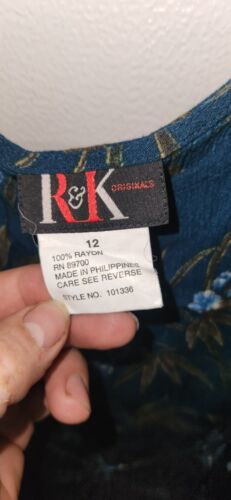 R&K
ORIGINALS
12
100% RAYON
RN 89700
MADE IN PHILIPPINES
CARE SEE REVERSE
STYLE NO. 101336